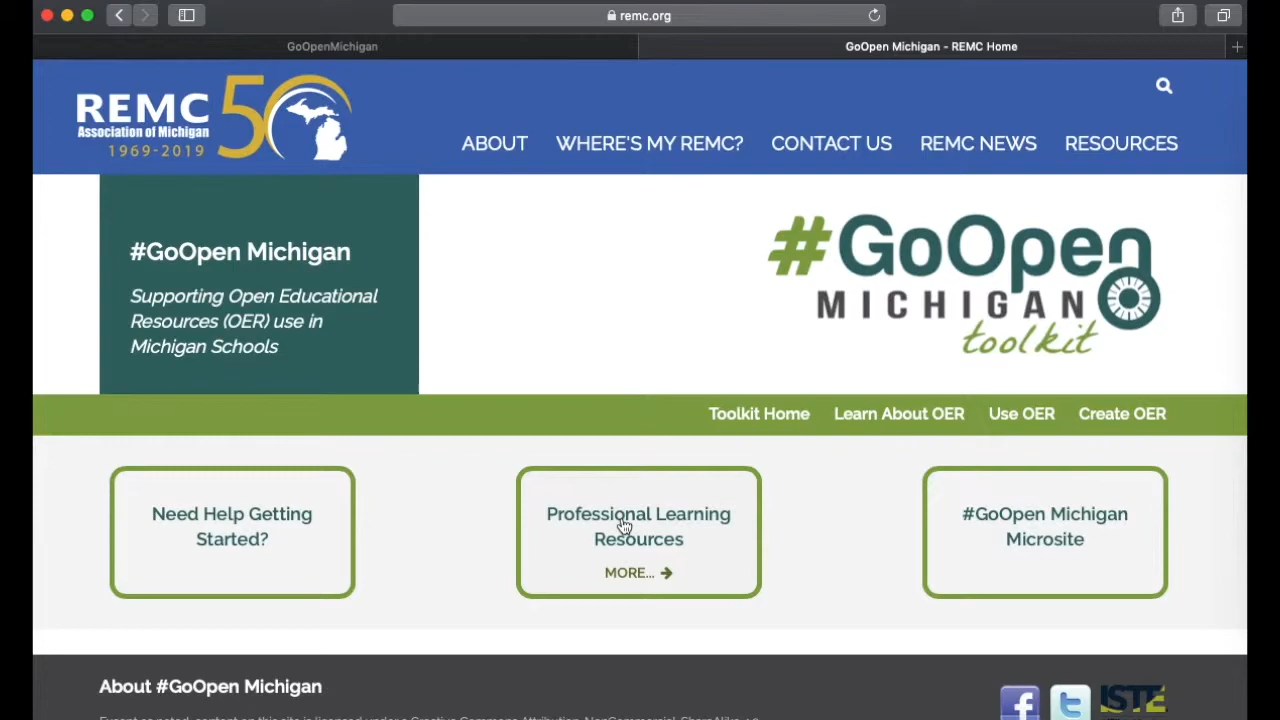 remc.org
GoOpenMichigan
GoOpen Michigan - REMC Home
REMC 50
Association of Michigan
1969-2019
ABOUT WHERE'S MY REMC? CONTACT US REMC NEWS RESOURCES
#GoOpen Michigan
Supporting Open Educational
Resources (OER) use in
Michigan Schools
#GoOpen
MICHIGAN
toolkit
Toolkit Home Learn About OER Use OER Create OER
Need Help Getting
Started?
Professional Learning
Resources
MORE...
#GoOpen Michigan
Microsite
About #GoOpen Michigan
ISTE